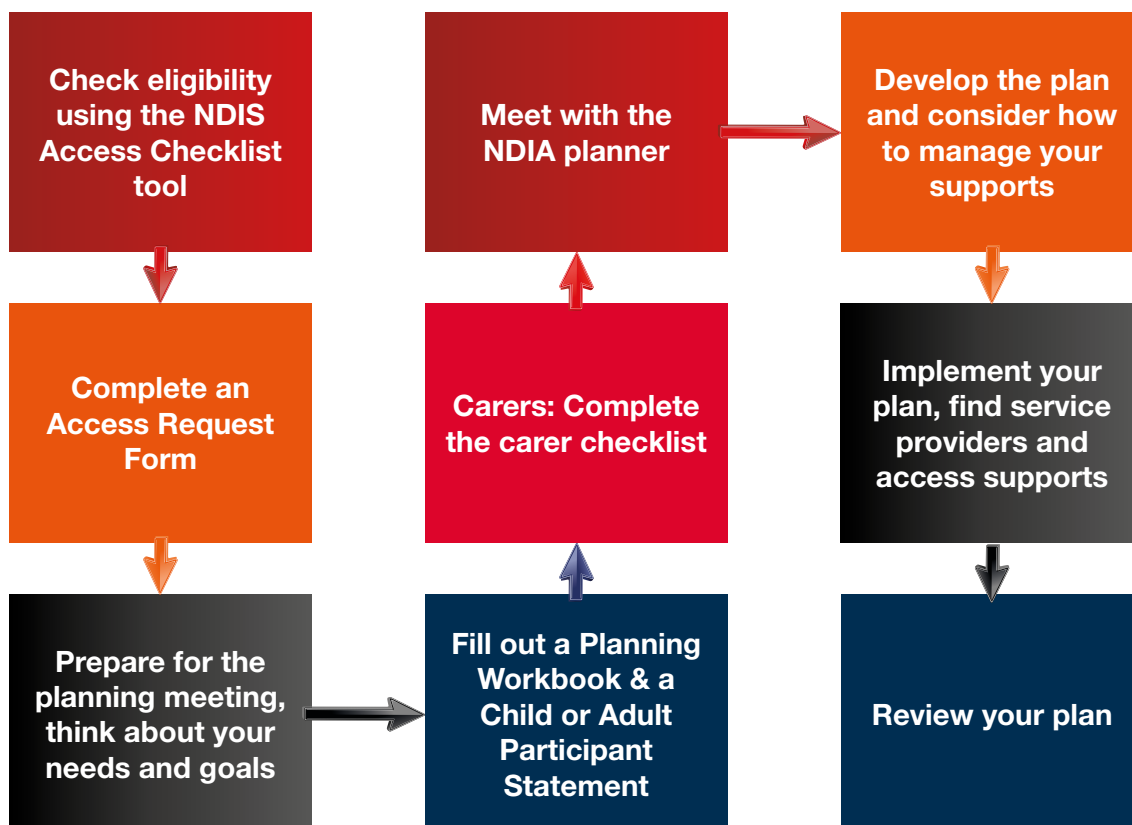 Check eligibility
using the NDIS
Access Checklist
tool
Complete an
Access Request
Form
Prepare for the
planning meeting,
think about your
needs and goals
Fill out a Planning
Workbook & a
Child or Adult
Participant
Statement
Carers: Complete
the carer checklist
Meet with the
NDIA planner
Develop the plan
and consider how
to manage your
supports
Implement your
plan, find service
providers and
access supports
Review your plan